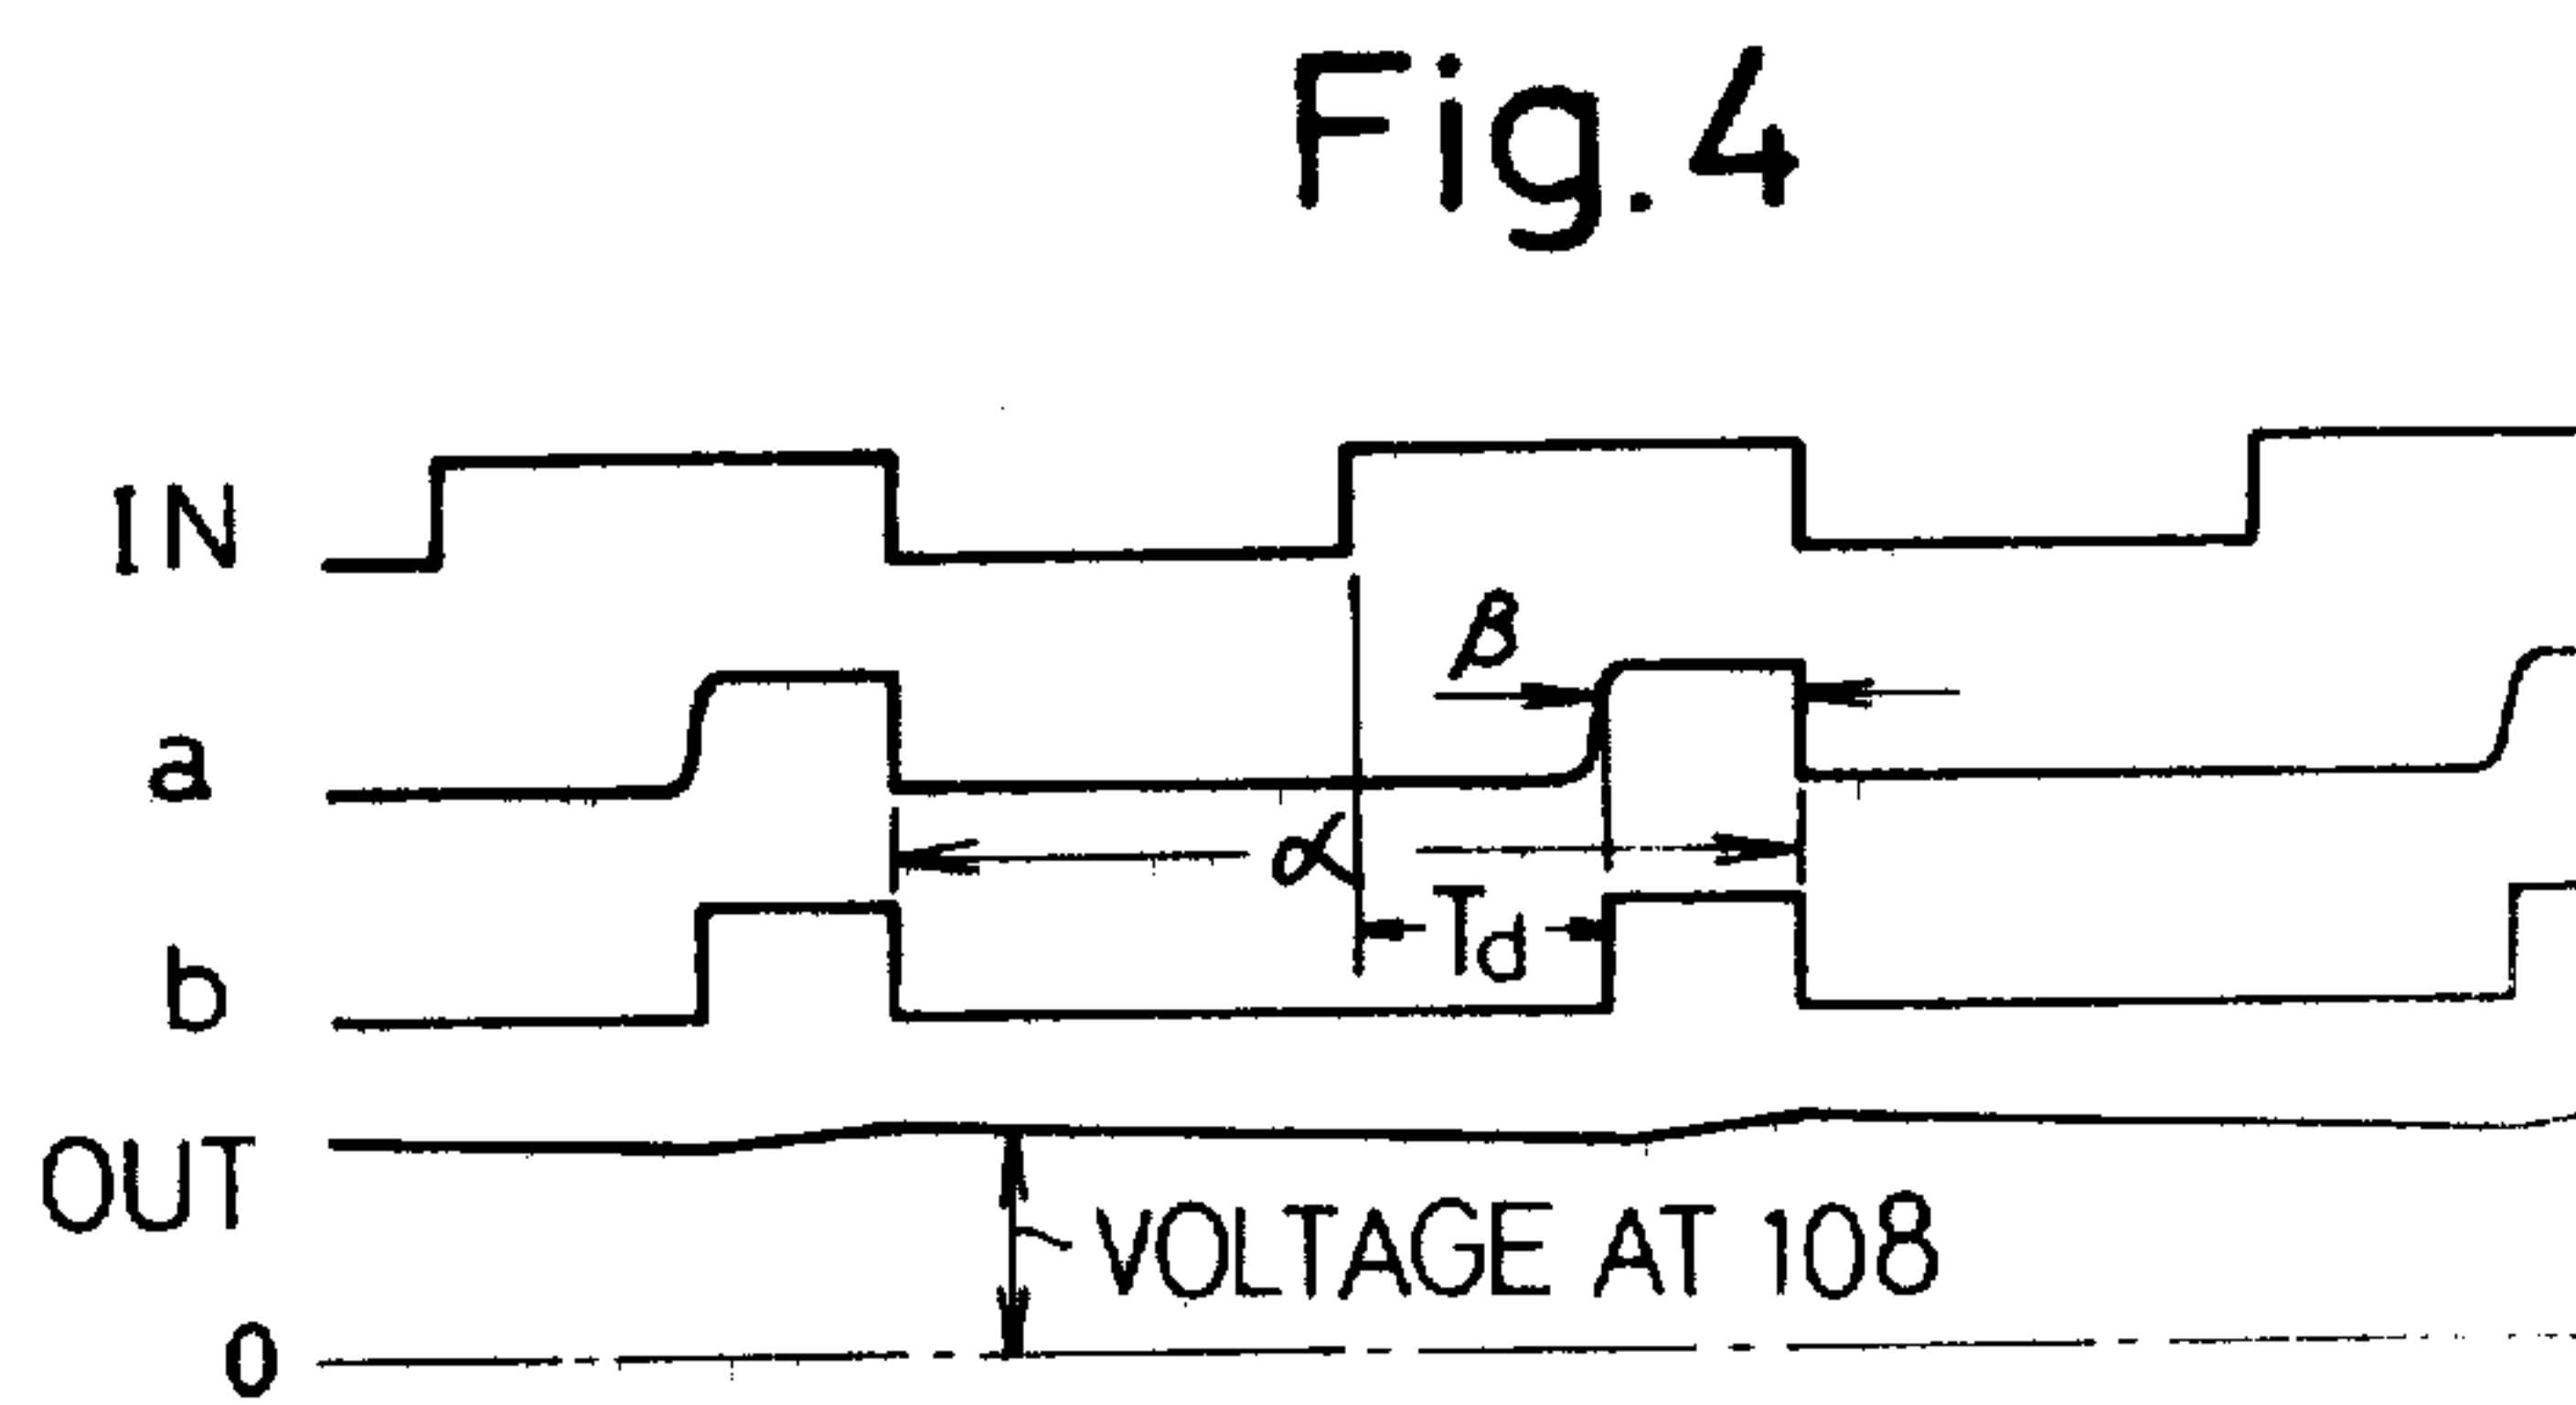 Fig.4
IN
β
a
α
Td
b
OUT
VOLTAGE AT 108
0